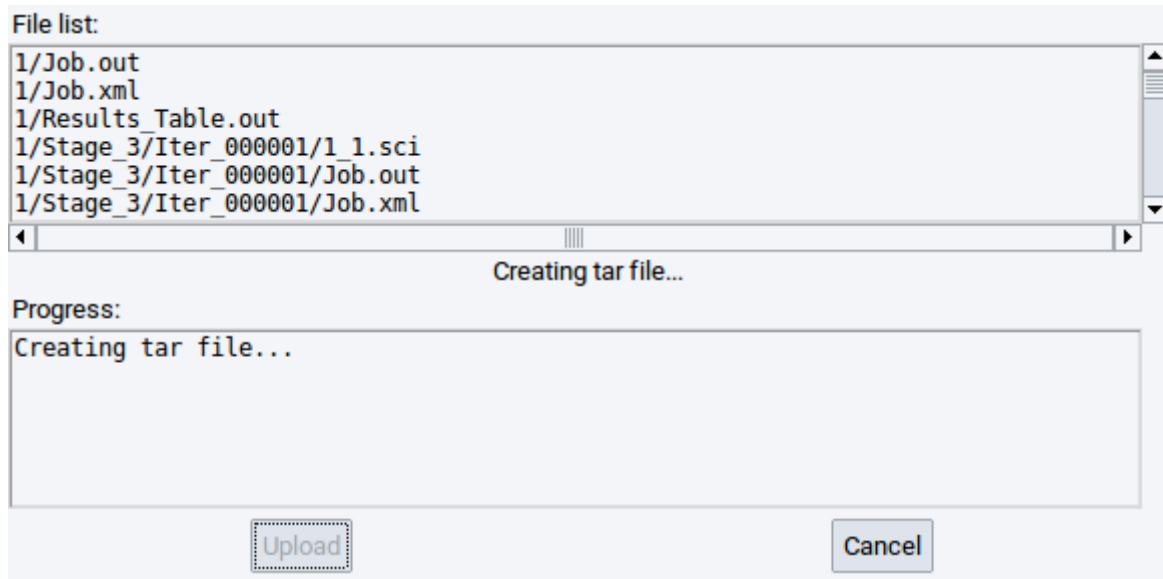 File list:
1/Job.out
1/Job.xml
1/Results_Table.out
1/Stage_3/Iter_000001/1_1.sci
1/Stage_3/Iter_000001/Job.out
1/Stage_3/Iter_000001/Job.xml
Creating tar file...
Progress:
Creating tar file...
Upload Cancel